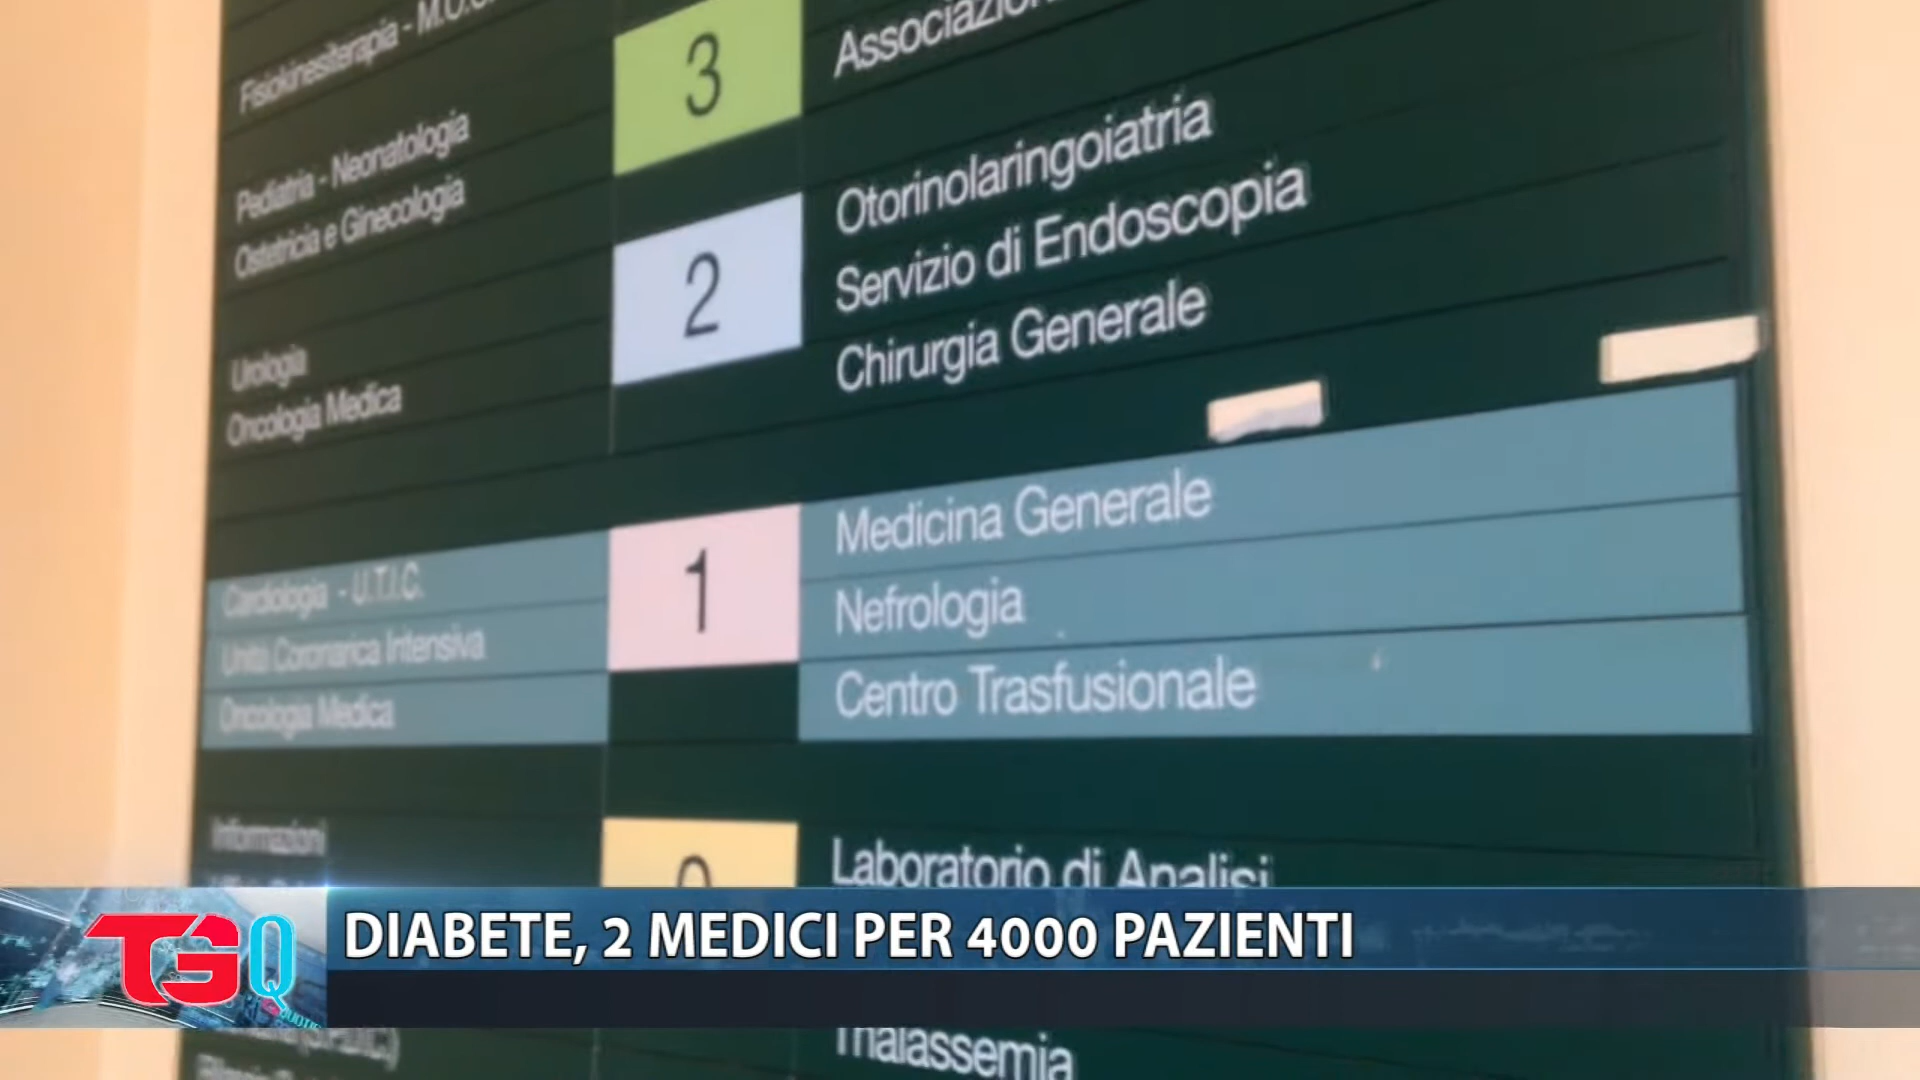 Fisiokinesiterapia - M.O.C.
Pediatria - Neonatologia
Ostetricia e Ginecologia
Urologia
Oncologia Medica
Cardiologia - U.T.I.C.
Unità Coronarica Intensiva
Oncologia Medica
Informazioni
3
2
1
0
Otorinolaringoiatria
Servizio di Endoscopia
Chirurgia Generale
Medicina Generale
Nefrologia
Centro Trasfusionale
Laboratorio di Analisi
Thalassemia
TGQ
DIABETE, 2 MEDICI PER 4000 PAZIENTI